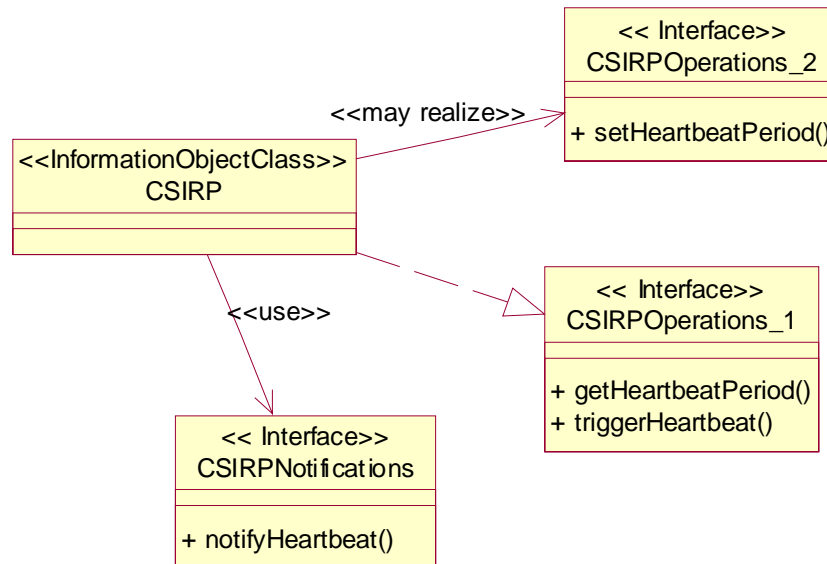 << Interface>>
CSIRPOperations_2
+ setHeartbeatPeriod()
<<may realize>>
<<InformationObjectClass>>
CSIRP
<<use>>
<< Interface>>
CSIRPOperations_1
+ getHeartbeatPeriod()
+ triggerHeartbeat()
<< Interface>>
CSIRPNotifications
+ notifyHeartbeat()